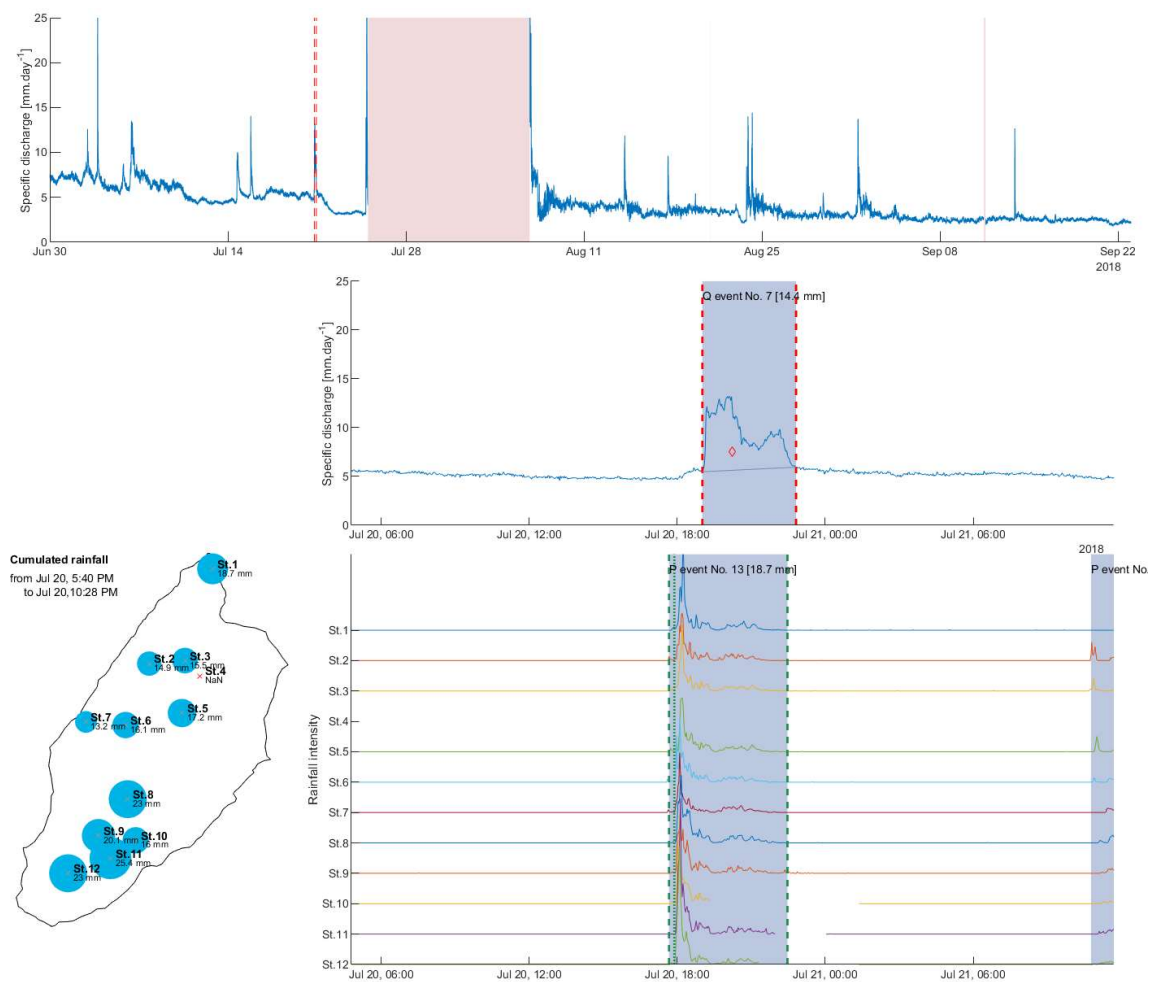 25
20
15
10
5
0
Specific discharge [mm.day⁻¹]
Jun 30
Jul 14
Jul 28
Aug 11
Aug 25
Sep 08
Sep 22
2018
25
20
15
10
5
0
Specific discharge [mm.day⁻¹]
Q event No. 7 [14.4 mm]
Jul 20, 06:00
Jul 20, 12:00
Jul 20, 18:00
Jul 21, 00:00
Jul 21, 06:00
2018
Cumulated rainfall
from Jul 20, 5:40 PM
to Jul 20,10:28 PM
St.1
18.7 mm
St.2
14.9 mm
St.3
15.5 mm
St.4
NaN
St.5
17.2 mm
St.6
16.1 mm
St.7
13.2 mm
St.8
23 mm
St.9
20.1 mm
St.10
16 mm
St.11
25.4 mm
St.12
23 mm
P event No. 13 [18.7 mm]
P event No.
Rainfall intensity
St.1
St.2
St.3
St.4
St.5
St.6
St.7
St.8
St.9
St.10
St.11
St.12
Jul 20, 06:00
Jul 20, 12:00
Jul 20, 18:00
Jul 21, 00:00
Jul 21, 06:00